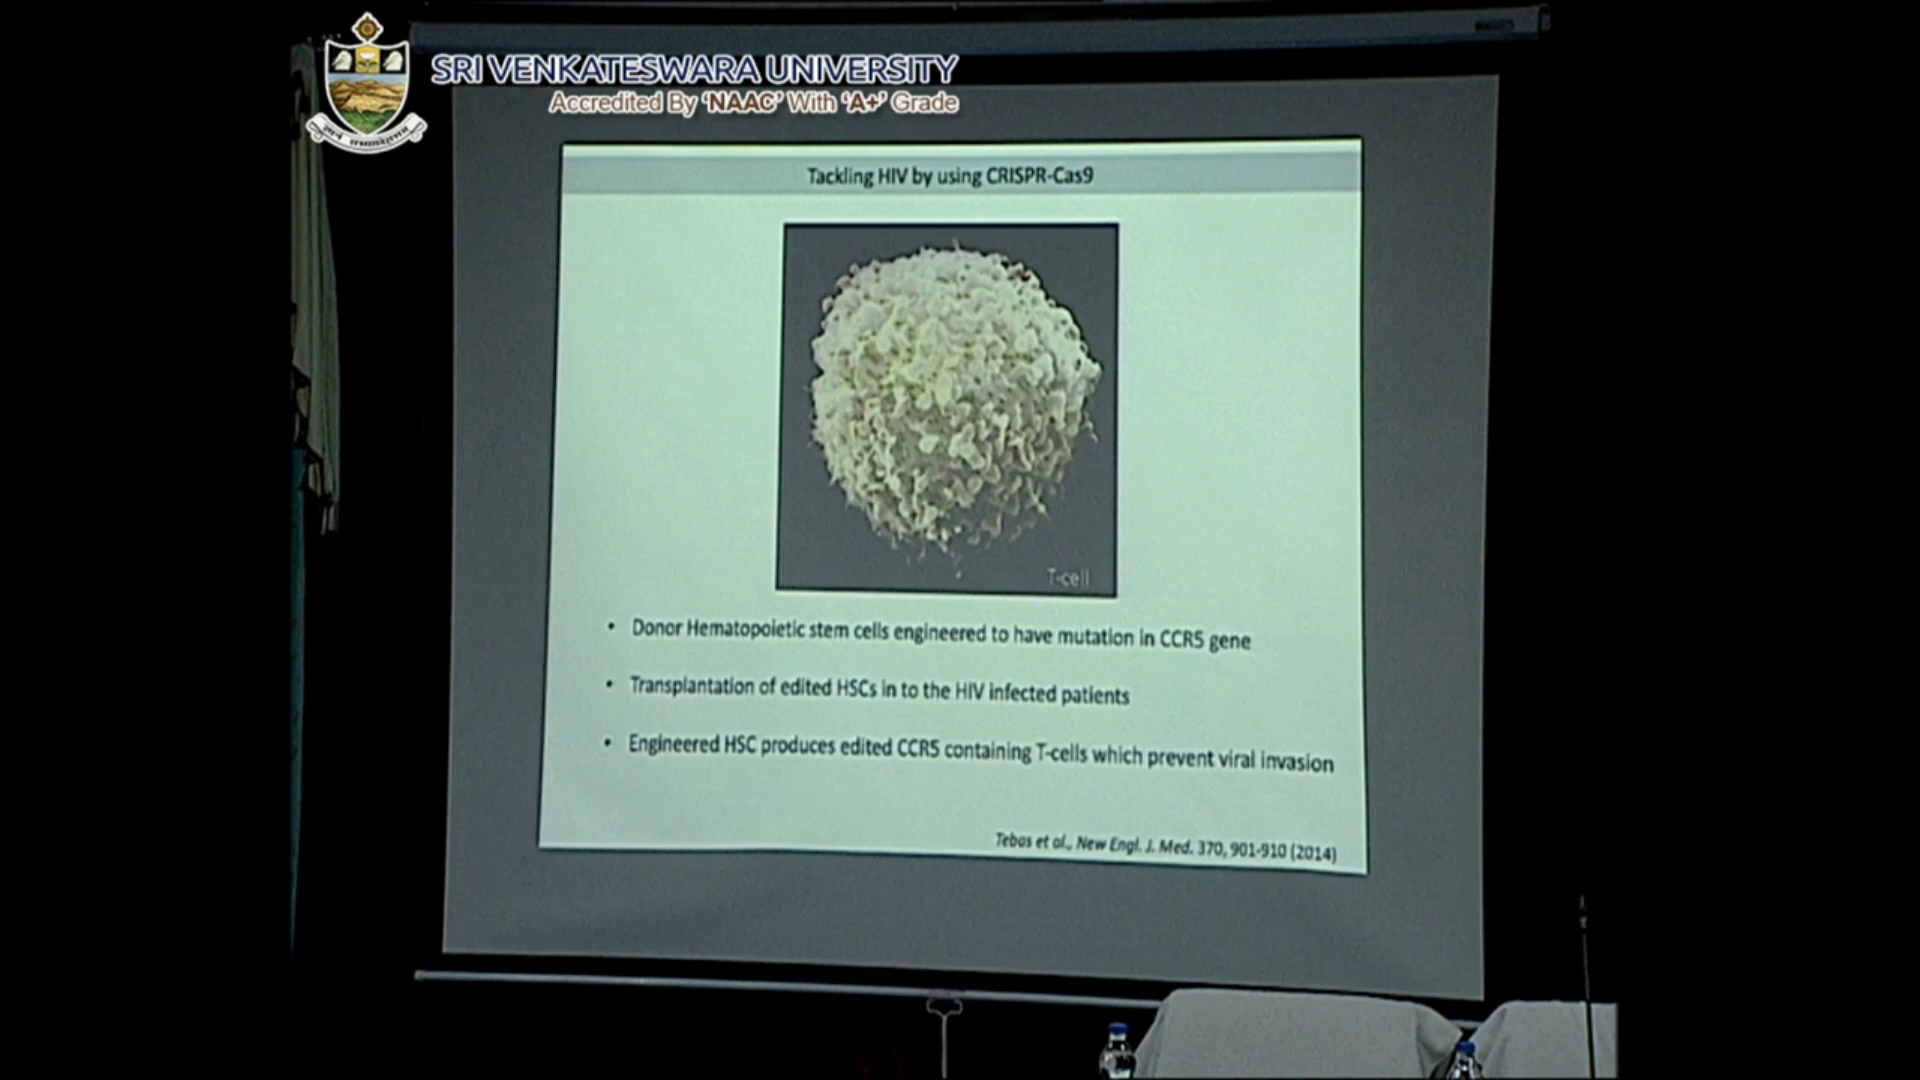 SRI VENKATESWARA UNIVERSITY
Accredited By ‘NAAC’ With ‘A+’ Grade
Tackling HIV by using CRISPR-Cas9
T-cell
• Donor Hematopoietic stem cells engineered to have mutation in CCR5 gene
• Transplantation of edited HSCs in to the HIV infected patients
• Engineered HSC produces edited CCR5 containing T-cells which prevent viral invasion
Tebas et al., New Engl. J. Med. 370, 901-910 (2014)